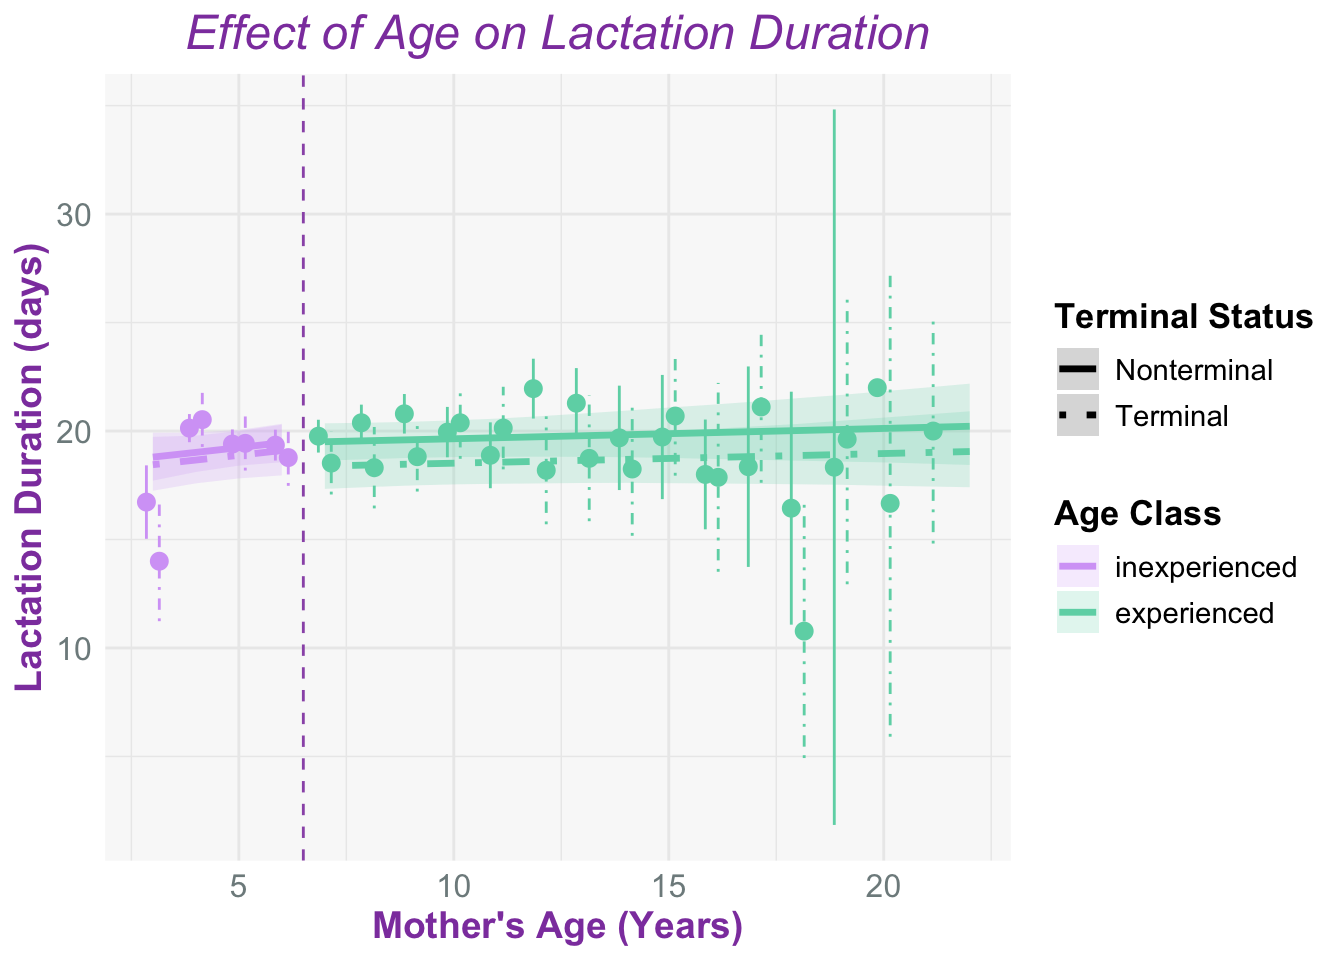 Effect of Age on Lactation Duration
Lactation Duration (days)
30
20
10
5 10 15 20
Mother's Age (Years)
Terminal Status
Nonterminal
Terminal
Age Class
inexperienced
experienced